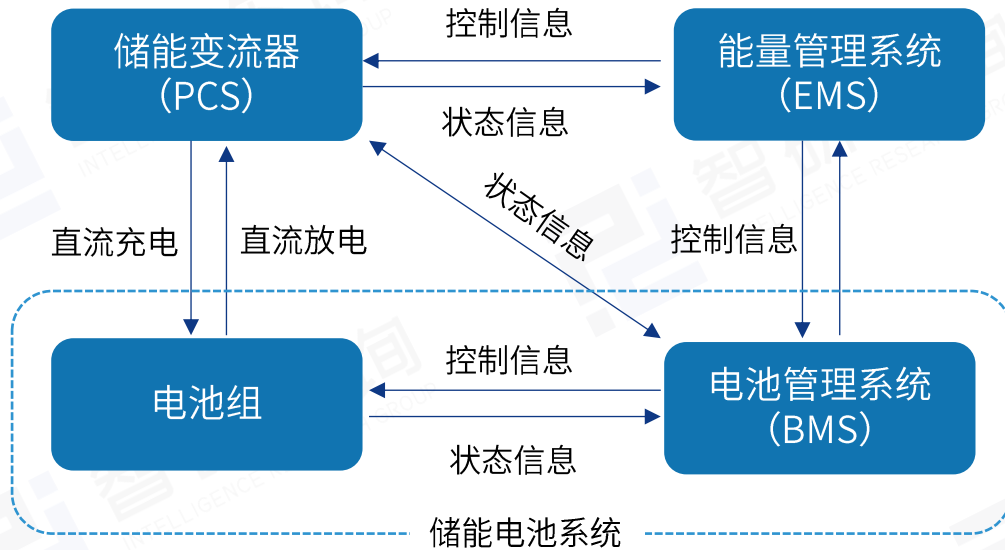 储能变流器
（PCS）
控制信息
能量管理系统
（EMS）
状态信息
状态信息
直流充电
直流放电
控制信息
电池组
控制信息
电池管理系统
（BMS）
状态信息
储能电池系统